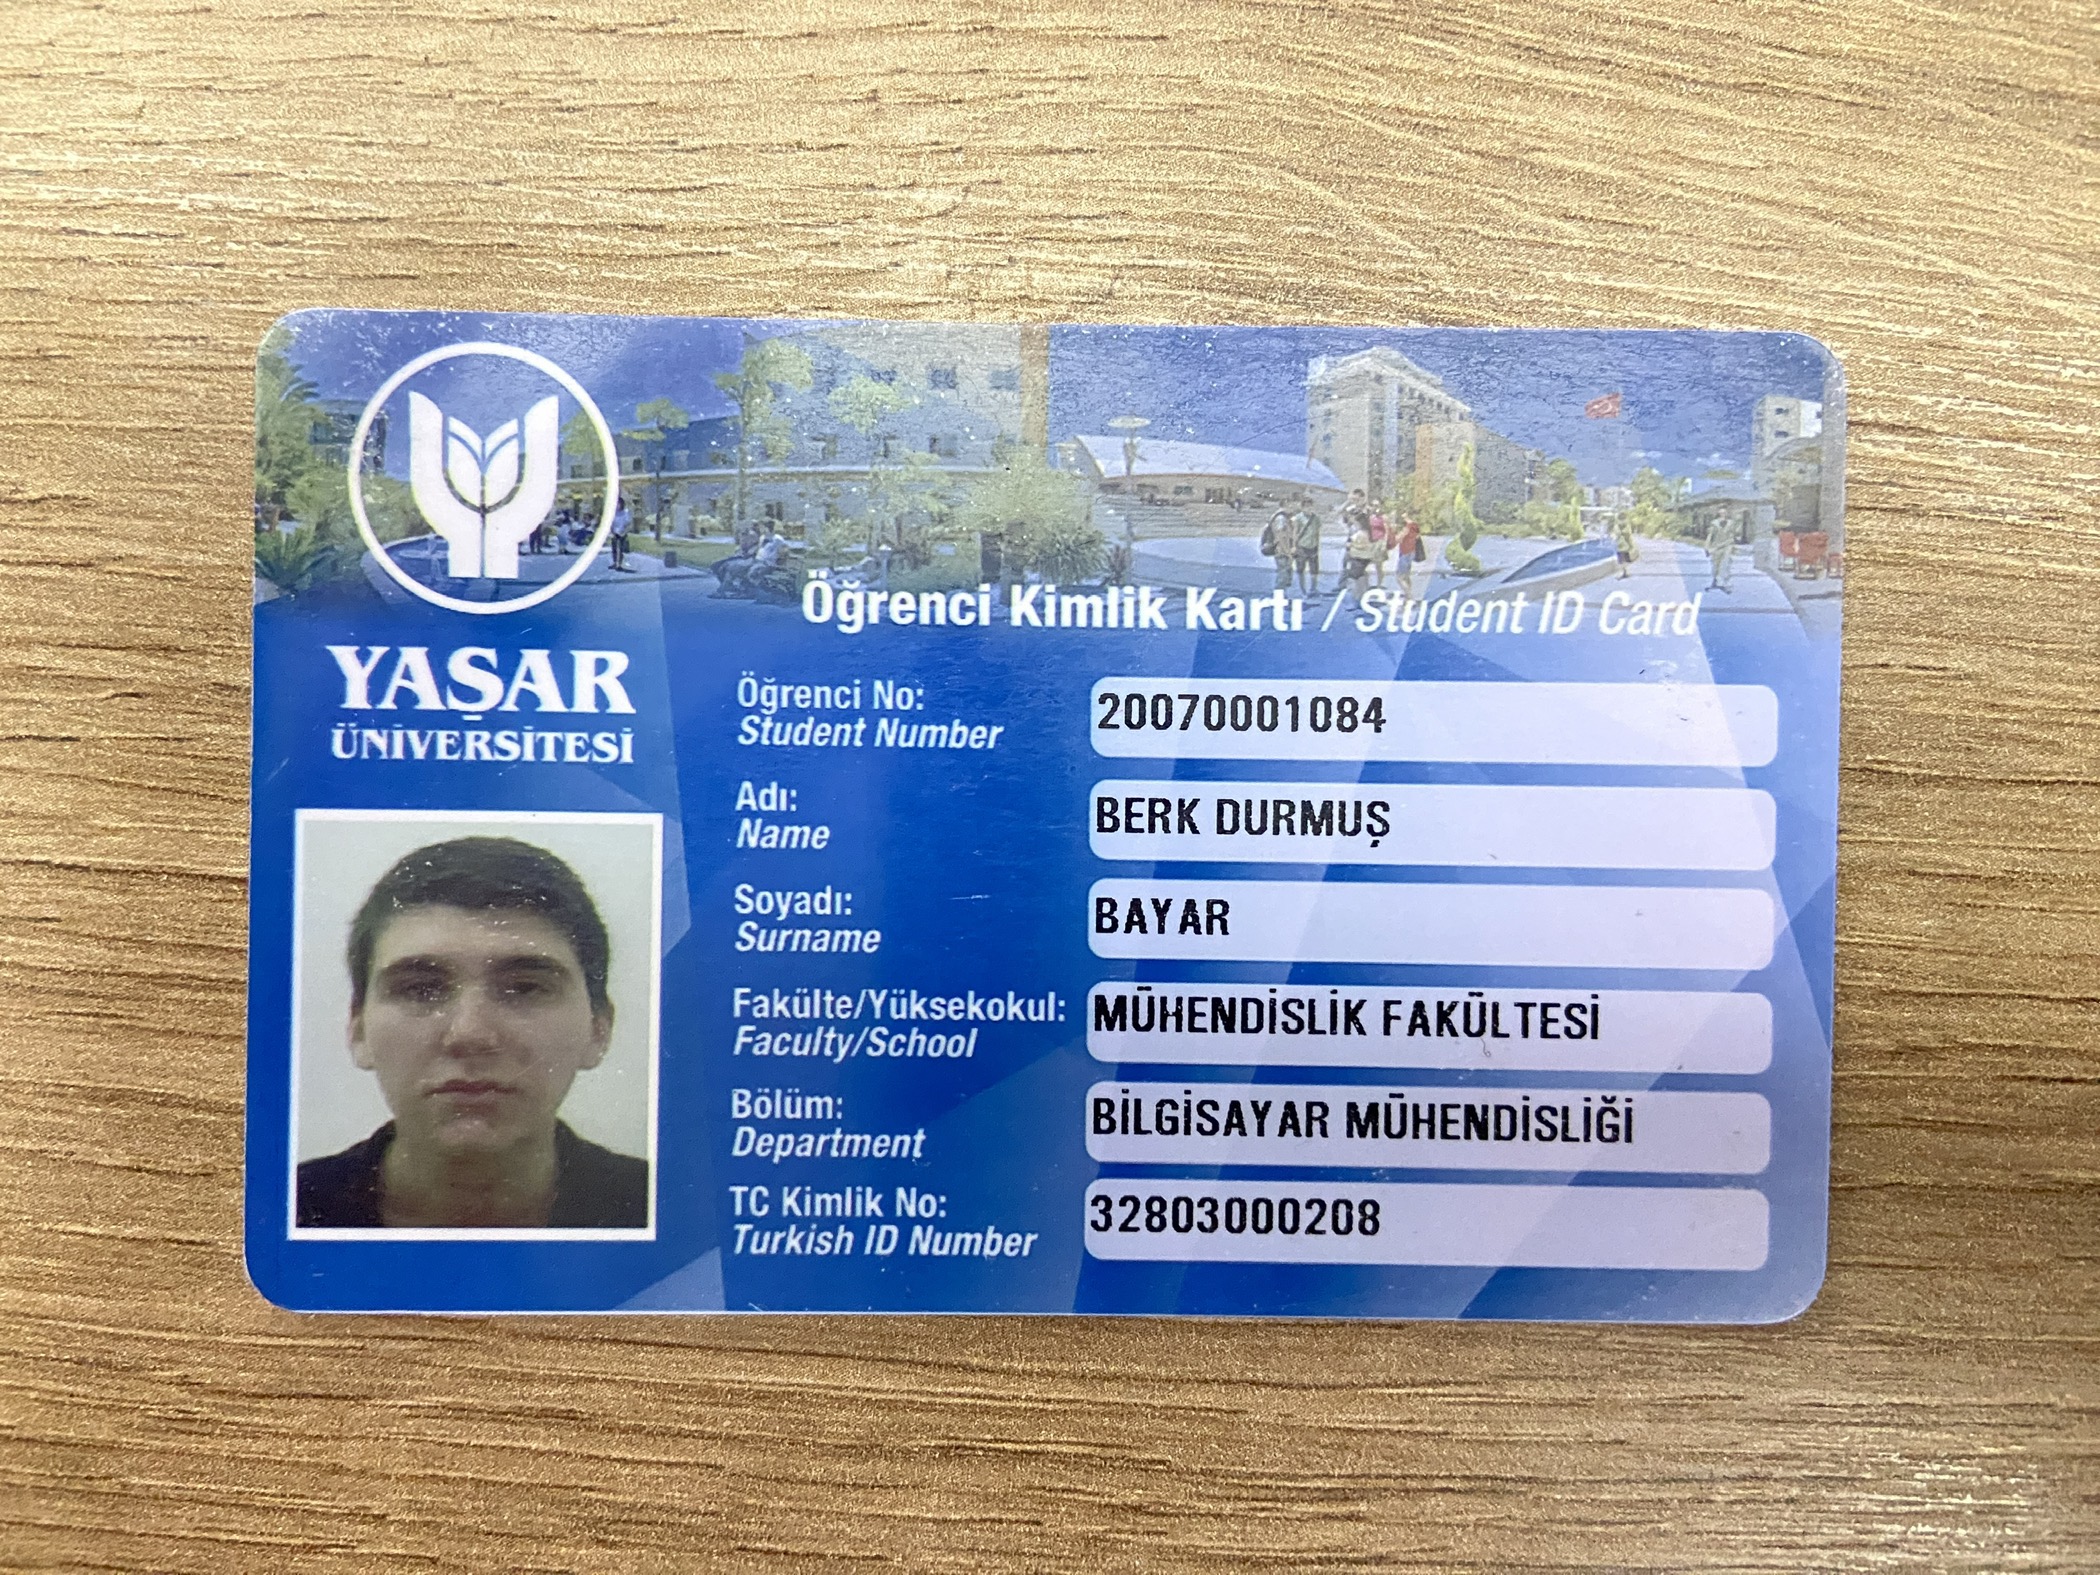 YAŞAR
ÜNİVERSİTESİ
Öğrenci Kimlik Kartı / Student ID Card
Öğrenci No: 20070001084
Student Number
Adı: BERK DURMUŞ
Name
Soyadı: BAYAR
Surname
Fakülte/Yüksekokul: MÜHENDİSLİK FAKÜLTESİ
Faculty/School
Bölüm: BİLGİSAYAR MÜHENDİSLİĞİ
Department
TC Kimlik No: 32803000208
Turkish ID Number